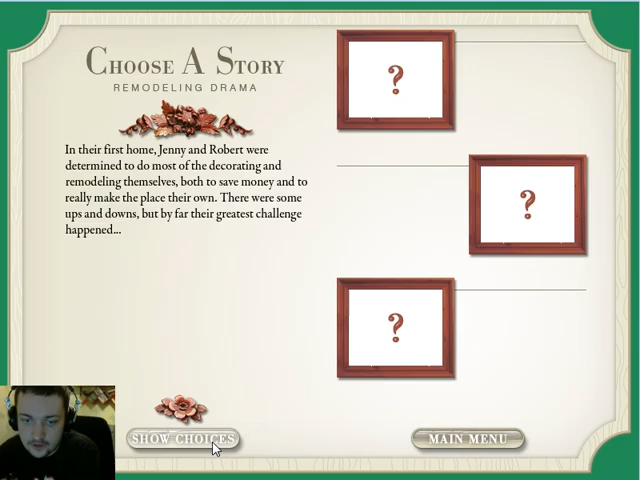 CHOOSE A STORY
REMODELING DRAMA
In their first home, Jenny and Robert were
determined to do most of the decorating and
remodeling themselves, both to save money and to
really make the place their own. There were some
ups and downs, but by far their greatest challenge
happened...
?
?
?
SHOW CHOICES
MAIN MENU